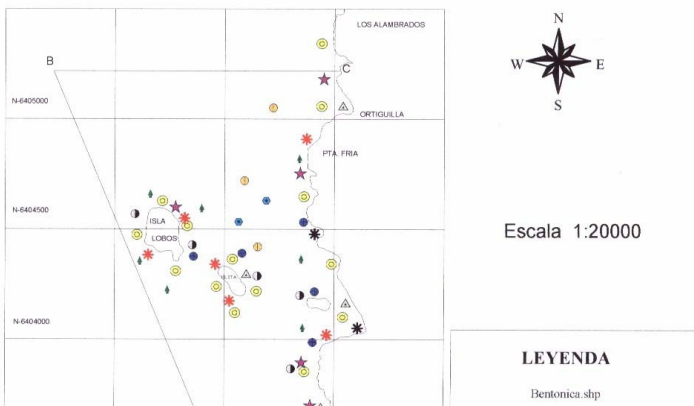 LOS ALAMBRADOS
B
C
N-6405000
ORTIGUILLA
PTA. FRIA
N-6404500
ISLA
LOBOS
N-6404000
N
W
E
S
Escala 1:20000
LEYENDA
Bentonica.shp